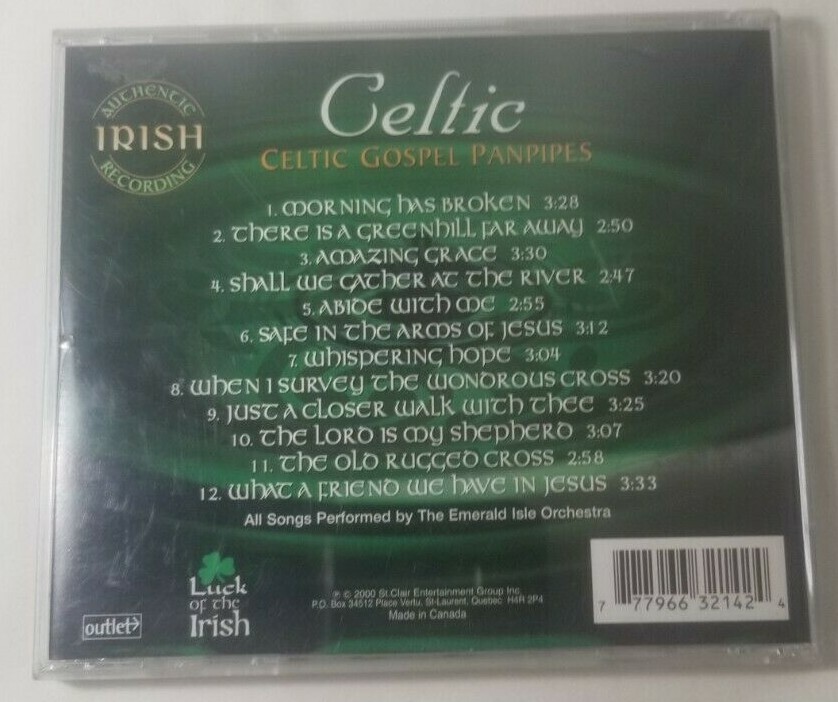 AUTHENTIC
IRISH
RECORDING
Celtic
CELTIC GOSPEL PANPIPES
1. MORNING HAS BROKEN 3:28
2. THERE IS A GREENHILL FAR AWAY 2:50
3. AMAZING GRACE 3:30
4. SHALL WE GATHER AT THE RIVER 2:47
5. ABIDE WITH ME 2:55
6. SAFE IN THE ARMS OF JESUS 3:12
7. WHISPERING HOPE 3:04
8. WHEN I SURVEY THE WONDROUS CROSS 3:20
9. JUST A CLOSER WALK WITH THEE 3:25
10. THE LORD IS MY SHEPHERD 3:07
11. THE OLD RUGGED CROSS 2:58
12. WHAT A FRIEND WE HAVE IN JESUS 3:33
All Songs Performed by The Emerald Isle Orchestra
outlet
Luck
of the
Irish
℗ © 2000 St.Clair Entertainment Group Inc.
P.O. Box 34512 Place Vertu, St-Laurent, Quebec H4R 2P4
Made in Canada
7 77966 32142 4